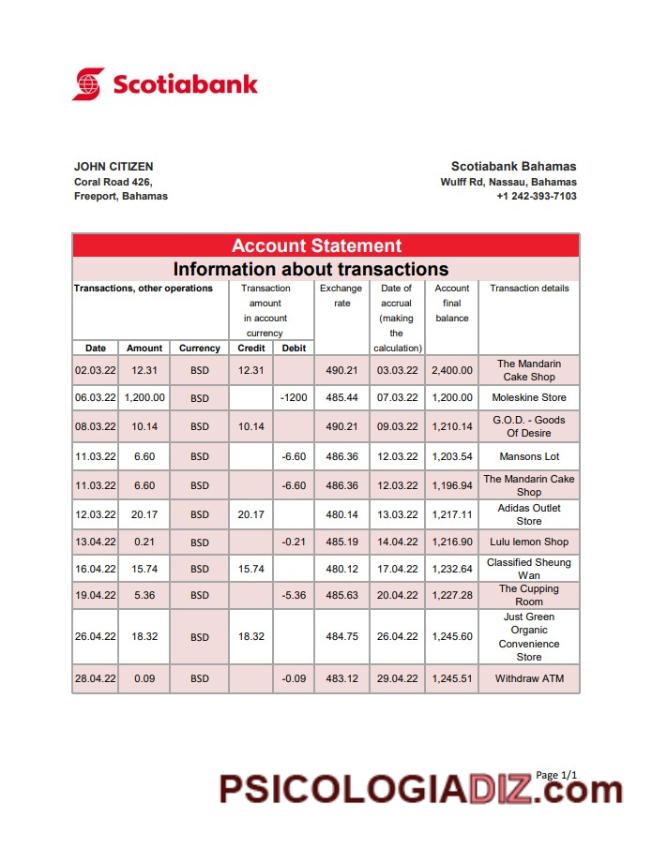 Scotiabank
JOHN CITIZEN
Coral Road 426,
Freeport, Bahamas
Scotiabank Bahamas
Wulff Rd, Nassau, Bahamas
+1 242-393-7103
Account Statement
Information about transactions
Transactions, other operations
Transaction
amount
in account
currency
Exchange
rate
Date of
accrual
(making
the
calculation)
Account
final
balance
Transaction details
Date Amount Currency Credit Debit
02.03.22 12.31 BSD 12.31 490.21 03.03.22 2,400.00 The Mandarin
Cake Shop
06.03.22 1,200.00 BSD -1200 485.44 07.03.22 1,200.00 Moleskine Store
08.03.22 10.14 BSD 10.14 490.21 09.03.22 1,210.14 G.O.D. - Goods
Of Desire
11.03.22 6.60 BSD -6.60 486.36 12.03.22 1,203.54 Mansons Lot
11.03.22 6.60 BSD -6.60 486.36 12.03.22 1,196.94 The Mandarin Cake
Shop
12.03.22 20.17 BSD 20.17 480.14 13.03.22 1,217.11 Adidas Outlet
Store
13.04.22 0.21 BSD -0.21 485.19 14.04.22 1,216.90 Lulu lemon Shop
16.04.22 15.74 BSD 15.74 480.12 17.04.22 1,232.64 Classified Sheung
Wan
19.04.22 5.36 BSD -5.36 485.63 20.04.22 1,227.28 The Cupping
Room
26.04.22 18.32 BSD 18.32 484.75 26.04.22 1,245.60 Just Green
Organic
Convenience
Store
28.04.22 0.09 BSD -0.09 483.12 29.04.22 1,245.51 Withdraw ATM
Page 1/1
PSICOLOGIADIZ.com